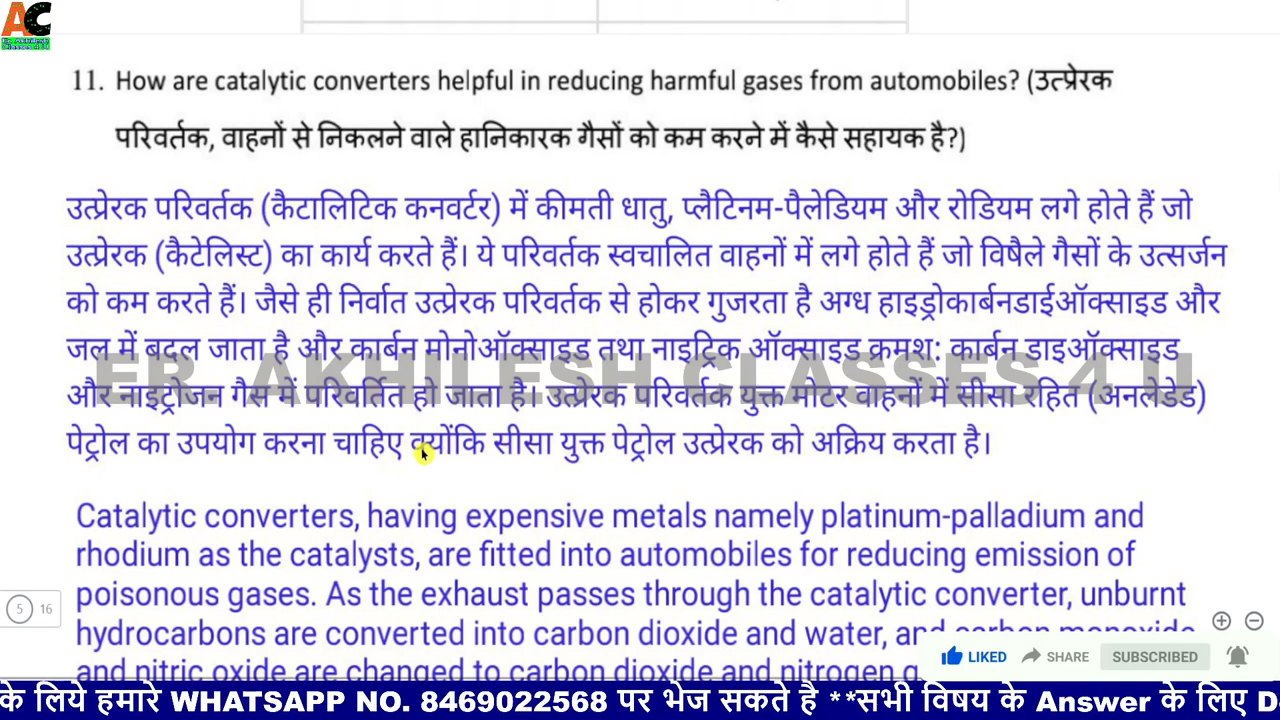 AC
11. How are catalytic converters helpful in reducing harmful gases from automobiles? (उत्प्रेरक
परिवर्तक, वाहनों से निकलने वाले हानिकारक गैसों को कम करने में कैसे सहायक है?)
उत्प्रेरक परिवर्तक (कैटालिटिक कनवर्टर) में कीमती धातु, प्लैटिनम-पैलेडियम और रोडियम लगे होते हैं जो
उत्प्रेरक (कैटेलिस्ट) का कार्य करते हैं। ये परिवर्तक स्वचालित वाहनों में लगे होते हैं जो विषैले गैसों के उत्सर्जन
को कम करते हैं। जैसे ही निर्वात उत्प्रेरक परिवर्तक से होकर गुजरता है अग्ध हाइड्रोकार्बनडाईऑक्साइड और
जल में बदल जाता है और कार्बन मोनोऑक्साइड तथा नाइट्रिक ऑक्साइड क्रमश: कार्बन डाइऑक्साइड
ER. AKHILESH CLASSES 4 U
और नाइट्रोजन गैस में परिवर्तित हो जाता है। उत्प्रेरक परिवर्तक युक्त मोटर वाहनों में सीसा रहित (अनलेडेड)
पेट्रोल का उपयोग करना चाहिए क्योंकि सीसा युक्त पेट्रोल उत्प्रेरक को अक्रिय करता है।
Catalytic converters, having expensive metals namely platinum-palladium and
rhodium as the catalysts, are fitted into automobiles for reducing emission of
poisonous gases. As the exhaust passes through the catalytic converter, unburnt
5 16
hydrocarbons are converted into carbon dioxide and water, and carbon monoxide
LIKED SHARE SUBSCRIBED
and nitric oxide are changed to carbon dioxide and nitrogen g
के लिये हमारे WHATSAPP NO. 8469022568 पर भेज सकते है **सभी विषय के Answer के लिए D